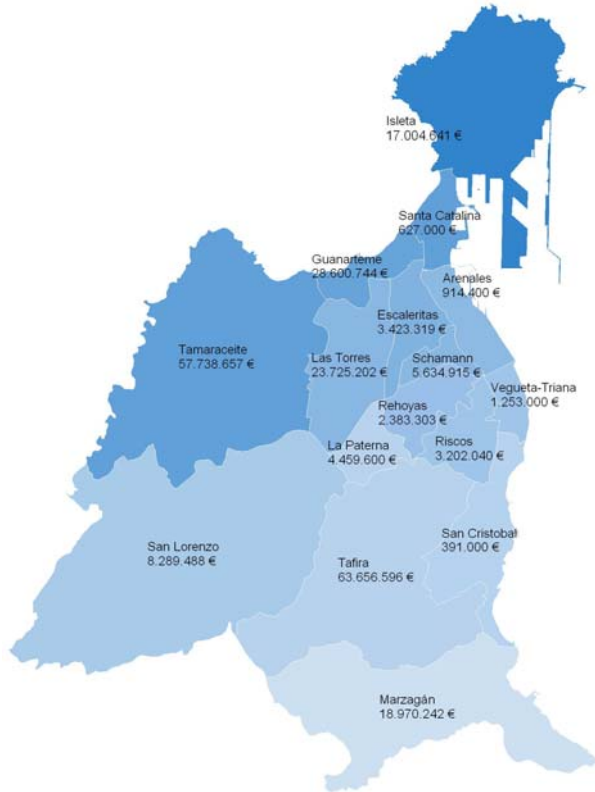 Isleta
17.004.641 €
Santa Catalina
627.000 €
Guanarteme
28.600.744 €
Arenales
914.400 €
Escaleritas
3.423.319 €
Tamaraceite
57.738.657 €
Las Torres
23.725.202 €
Schamann
5.634.915 €
Vegueta-Triana
1.253.000 €
Rehoyas
2.383.303 €
La Paterna
4.459.600 €
Riscos
3.202.040 €
San Lorenzo
8.289.488 €
Tafira
63.656.596 €
San Cristobal
391.000 €
Marzagán
18.970.242 €